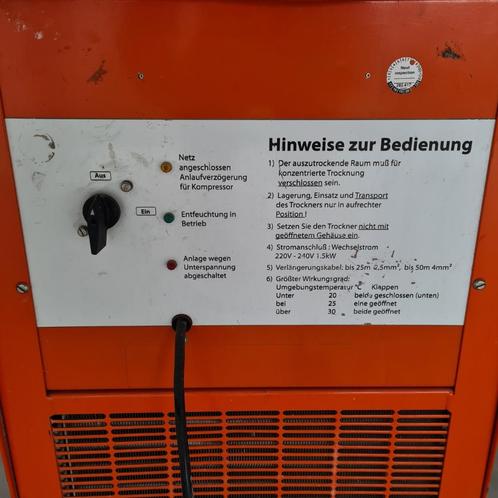 Next
inspection
Hinweise zur Bedienung
Aus
Ein
Netz
angeschlossen
Anlaufverzögerung
für Kompressor
Entfeuchtung in
Betrieb
Anlage wegen
Unterspannung
abgeschaltet
1) Der auszutrockende Raum muß für
konzentrierte Trocknung
verschlossen sein.
2) Lagerung, Einsatz und Transport
des Trockners nur in aufrechter
Position !
3) Setzen Sie den Trockner nicht mit
geöffnetem Gehäuse ein.
4) Stromanschluß : Wechselstrom
220V - 240V 1.5kW
5) Verlängerungskabel: bis 25m 2,5mm², bis 50m 4mm²
6) Größter Wirkungsgrad:
Umgebungstemperatur °C Klappen
Unter 20 beide geschlossen (unten)
bei 25 eine geöffnet
über 30 beide geöffnet